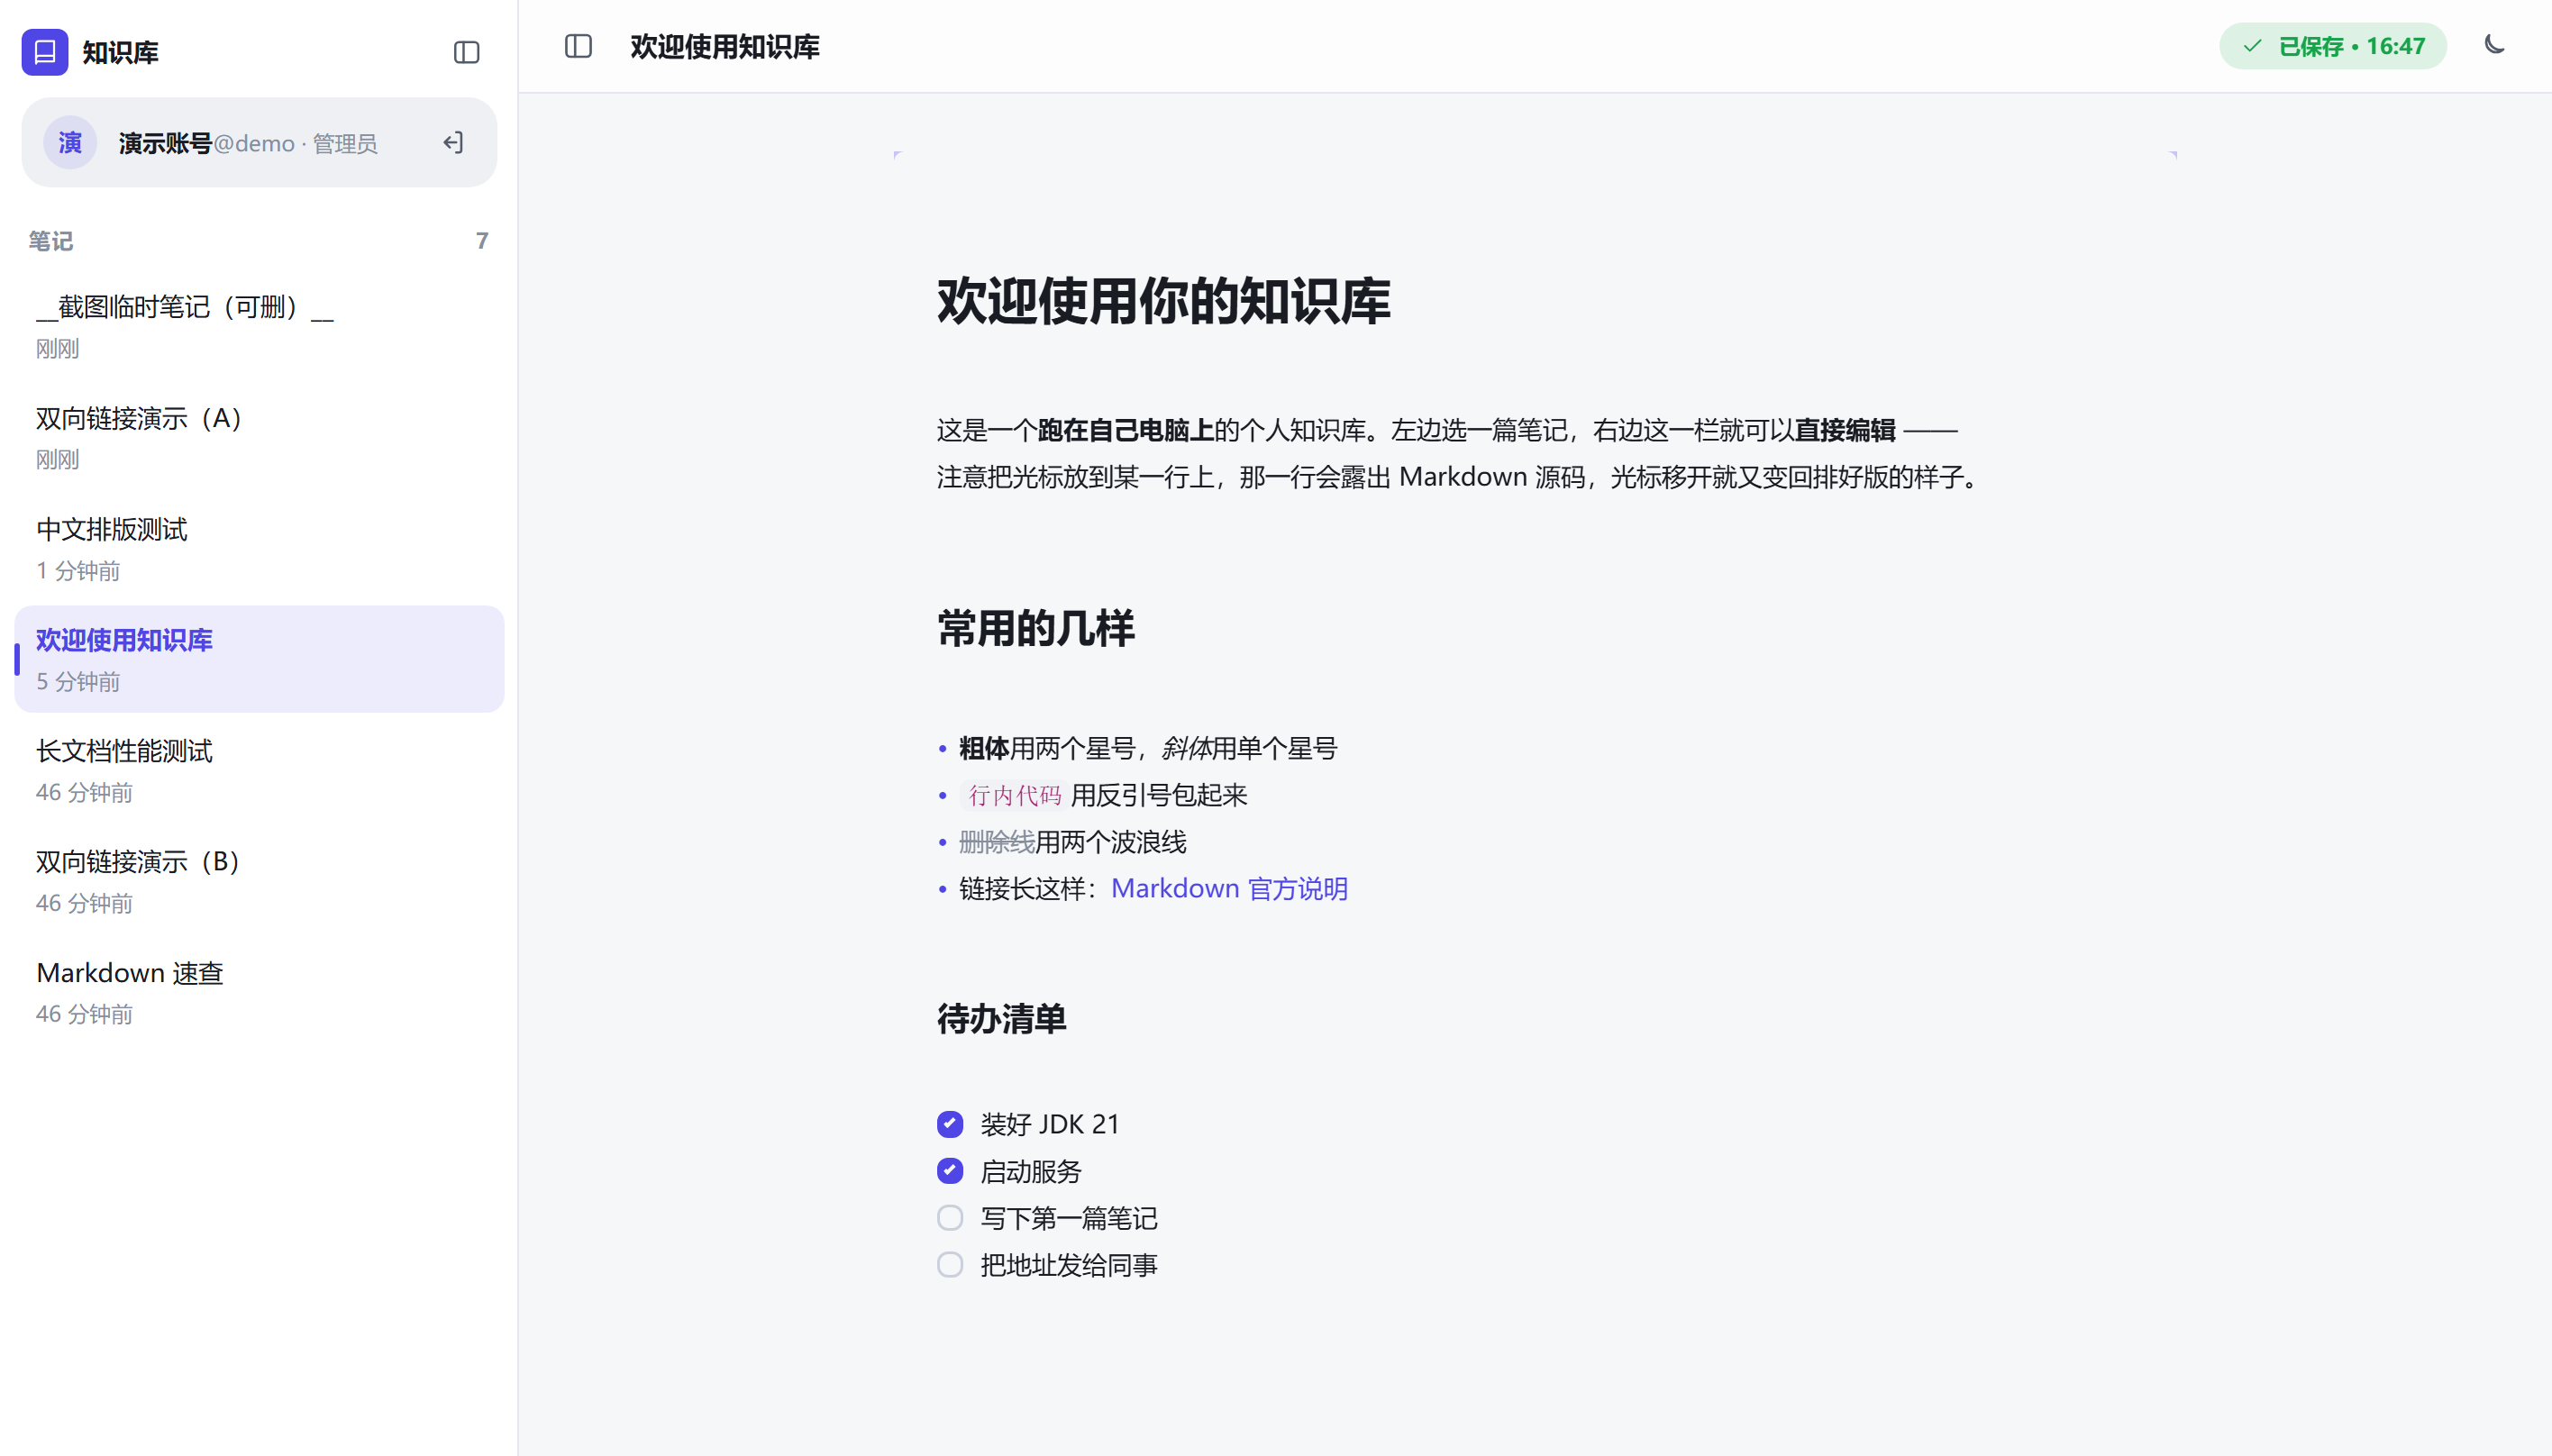 知识库
演 演示账号@demo · 管理员
笔记 7
__截图临时笔记（可删）__
刚刚
双向链接演示（A）
刚刚
中文排版测试
1 分钟前
欢迎使用知识库
5 分钟前
长文档性能测试
46 分钟前
双向链接演示（B）
46 分钟前
Markdown 速查
46 分钟前
欢迎使用知识库
已保存 • 16:47
欢迎使用你的知识库
这是一个跑在自己电脑上的个人知识库。左边选一篇笔记，右边这一栏就可以直接编辑 ——
注意把光标放到某一行上，那一行会露出 Markdown 源码，光标移开就又变回排好版的样子。
常用的几样
• 粗体用两个星号，斜体用单个星号
• 行内代码用反引号包起来
• 删除线用两个波浪线
• 链接长这样：Markdown 官方说明
待办清单
装好 JDK 21
启动服务
写下第一篇笔记
把地址发给同事